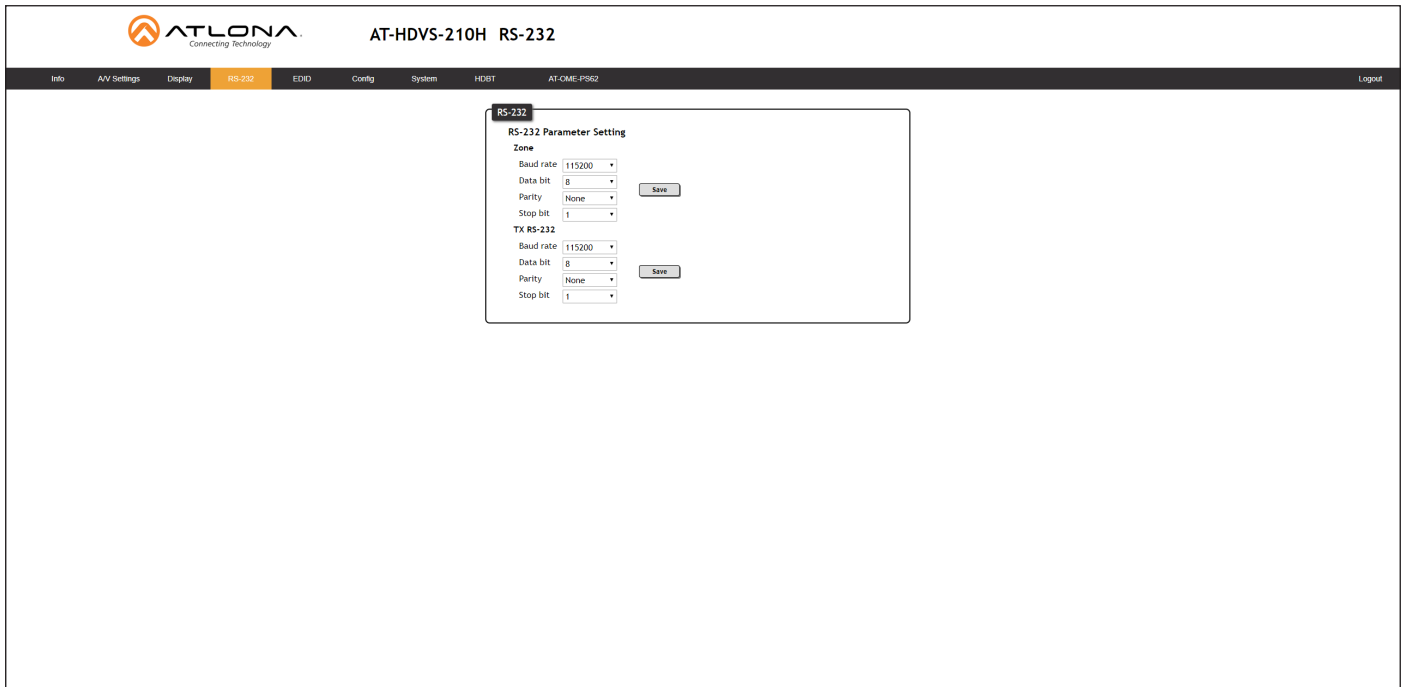 ATLONA.
Connecting Technology
AT-HDVS-210H RS-232
Info A/V Settings Display RS-232 EDID Config System HDBT AT-OME-PS62 Logout
RS-232
RS-232 Parameter Setting
Zone
Baud rate 115200
Data bit 8
Save
Parity None
Stop bit 1
TX RS-232
Baud rate 115200
Data bit 8
Save
Parity None
Stop bit 1